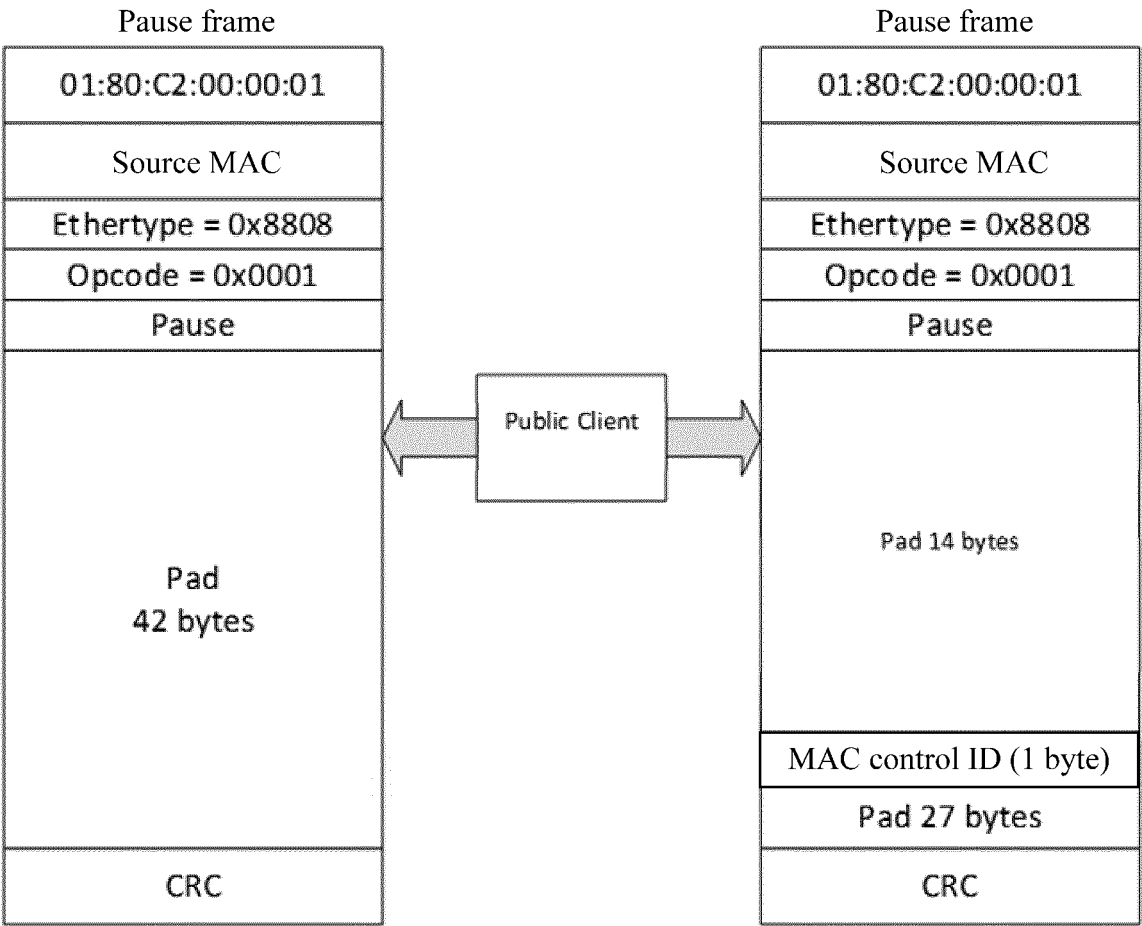 Pause frame
01:80:C2:00:00:01
Source MAC
Ethertype = 0x8808
Opcode = 0x0001
Pause
Pad
42 bytes
CRC
Public Client
Pause frame
01:80:C2:00:00:01
Source MAC
Ethertype = 0x8808
Opcode = 0x0001
Pause
Pad 14 bytes
MAC control ID (1 byte)
Pad 27 bytes
CRC